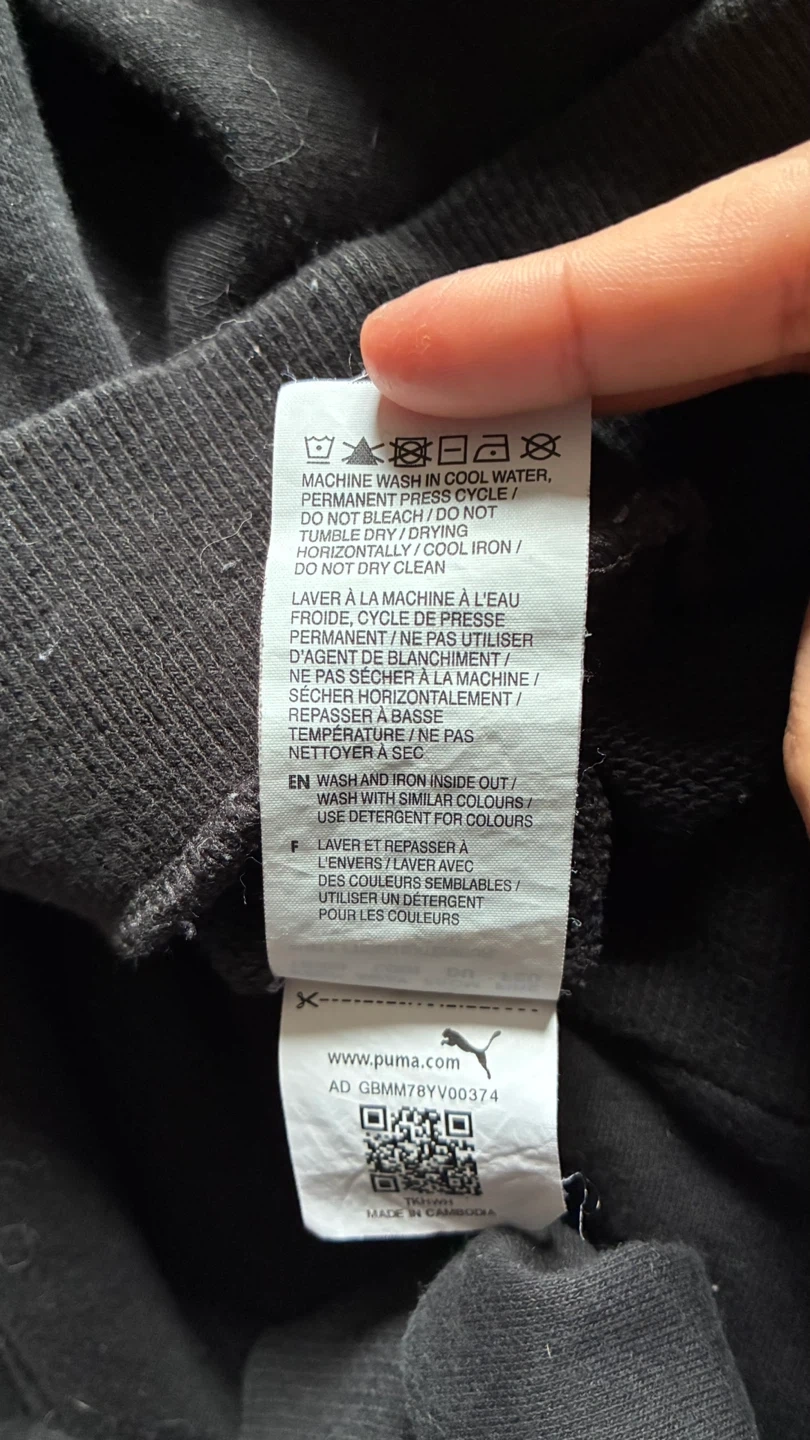 MACHINE WASH IN COOL WATER,
PERMANENT PRESS CYCLE /
DO NOT BLEACH / DO NOT
TUMBLE DRY / DRYING
HORIZONTALLY / COOL IRON /
DO NOT DRY CLEAN
LAVER À LA MACHINE À L'EAU
FROIDE, CYCLE DE PRESSE
PERMANENT / NE PAS UTILISER
D'AGENT DE BLANCHIMENT /
NE PAS SÉCHER À LA MACHINE /
SÉCHER HORIZONTALEMENT /
REPASSER À BASSE
TEMPÉRATURE / NE PAS
NETTOYER À SEC
EN WASH AND IRON INSIDE OUT /
WASH WITH SIMILAR COLOURS /
USE DETERGENT FOR COLOURS
F LAVER ET REPASSER À
L'ENVERS / LAVER AVEC
DES COULEURS SEMBLABLES /
UTILISER UN DÉTERGENT
POUR LES COULEURS
www.puma.com
AD GBMM78YV00374
MADE IN CAMBODIA